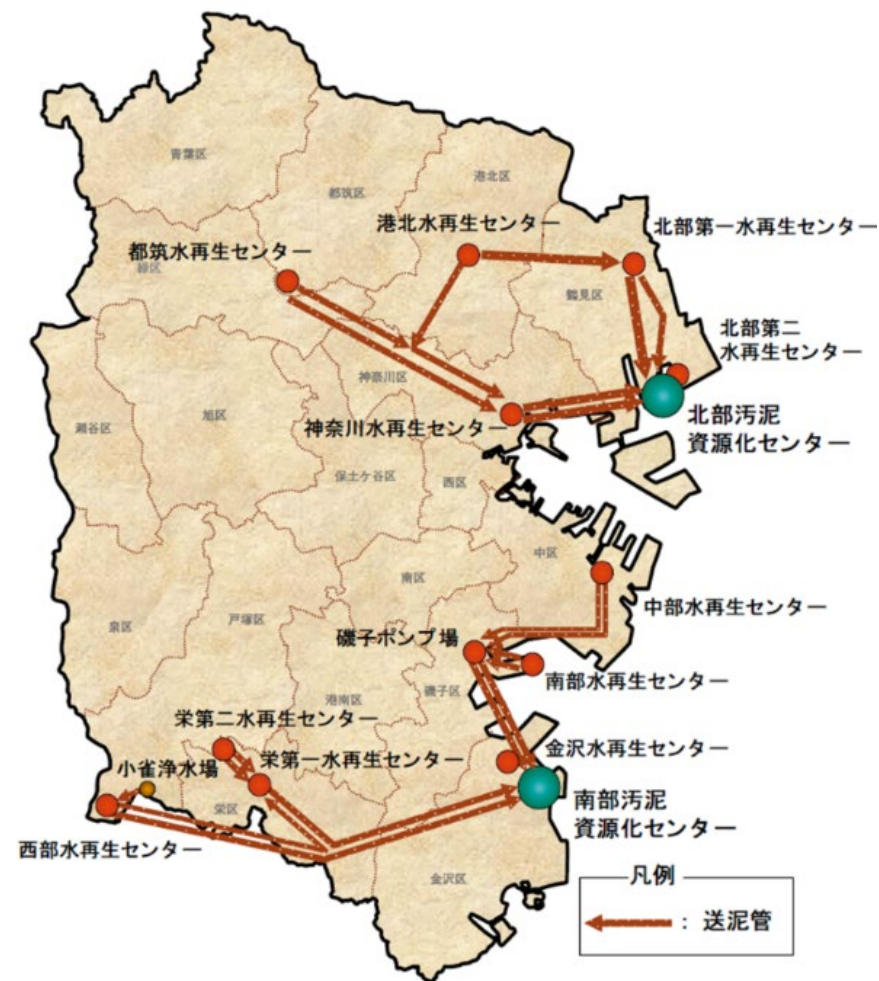 青葉区
都筑区
港北区
港北水再生センター
北部第一水再生センター
都筑水再生センター
緑区
鶴見区
北部第二
水再生センター
神奈川区
神奈川水再生センター
北部汚泥
資源化センター
瀬谷区
旭区
保土ケ谷区
西区
中区
南区
中部水再生センター
泉区
戸塚区
磯子ポンプ場
南部水再生センター
港南区
磯子区
栄第二水再生センター
金沢水再生センター
小雀浄水場
栄第一水再生センター
栄区
南部汚泥
資源化センター
西部水再生センター
金沢区
凡例
：送泥管